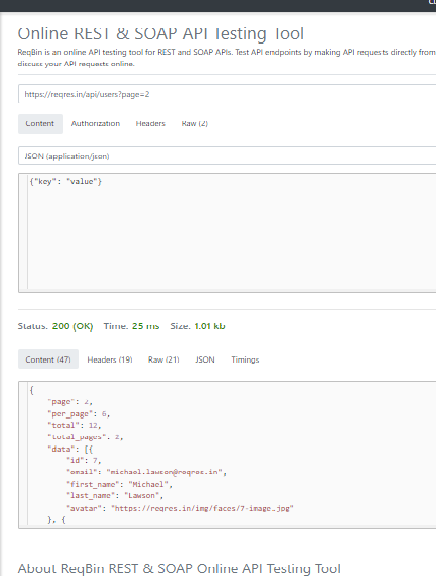 Online REST & SOAP API Testing Tool
ReqBin is an online API testing tool for REST and SOAP APIs. Test API endpoints by making API requests directly from
discuss your API requests online.
https://reqres.in/api/users?page=2
Content Authorization Headers Raw (2)
JSON (application/json)
{"key": "value"}
Status: 200 (OK) Time: 25 ms Size: 1.01 kb
Content (47) Headers (19) Raw (21) JSON Timings
{
"page": 2,
"per_page": 6,
"total": 12,
"total_pages": 2,
"data": [{
"id": 7,
"email": "michael.lawson@reqres.in",
"first_name": "Michael",
"last_name": "Lawson",
"avatar": "https://reqres.in/img/faces/7-image.jpg"
}, {
About ReqBin REST & SOAP Online API Testing Tool